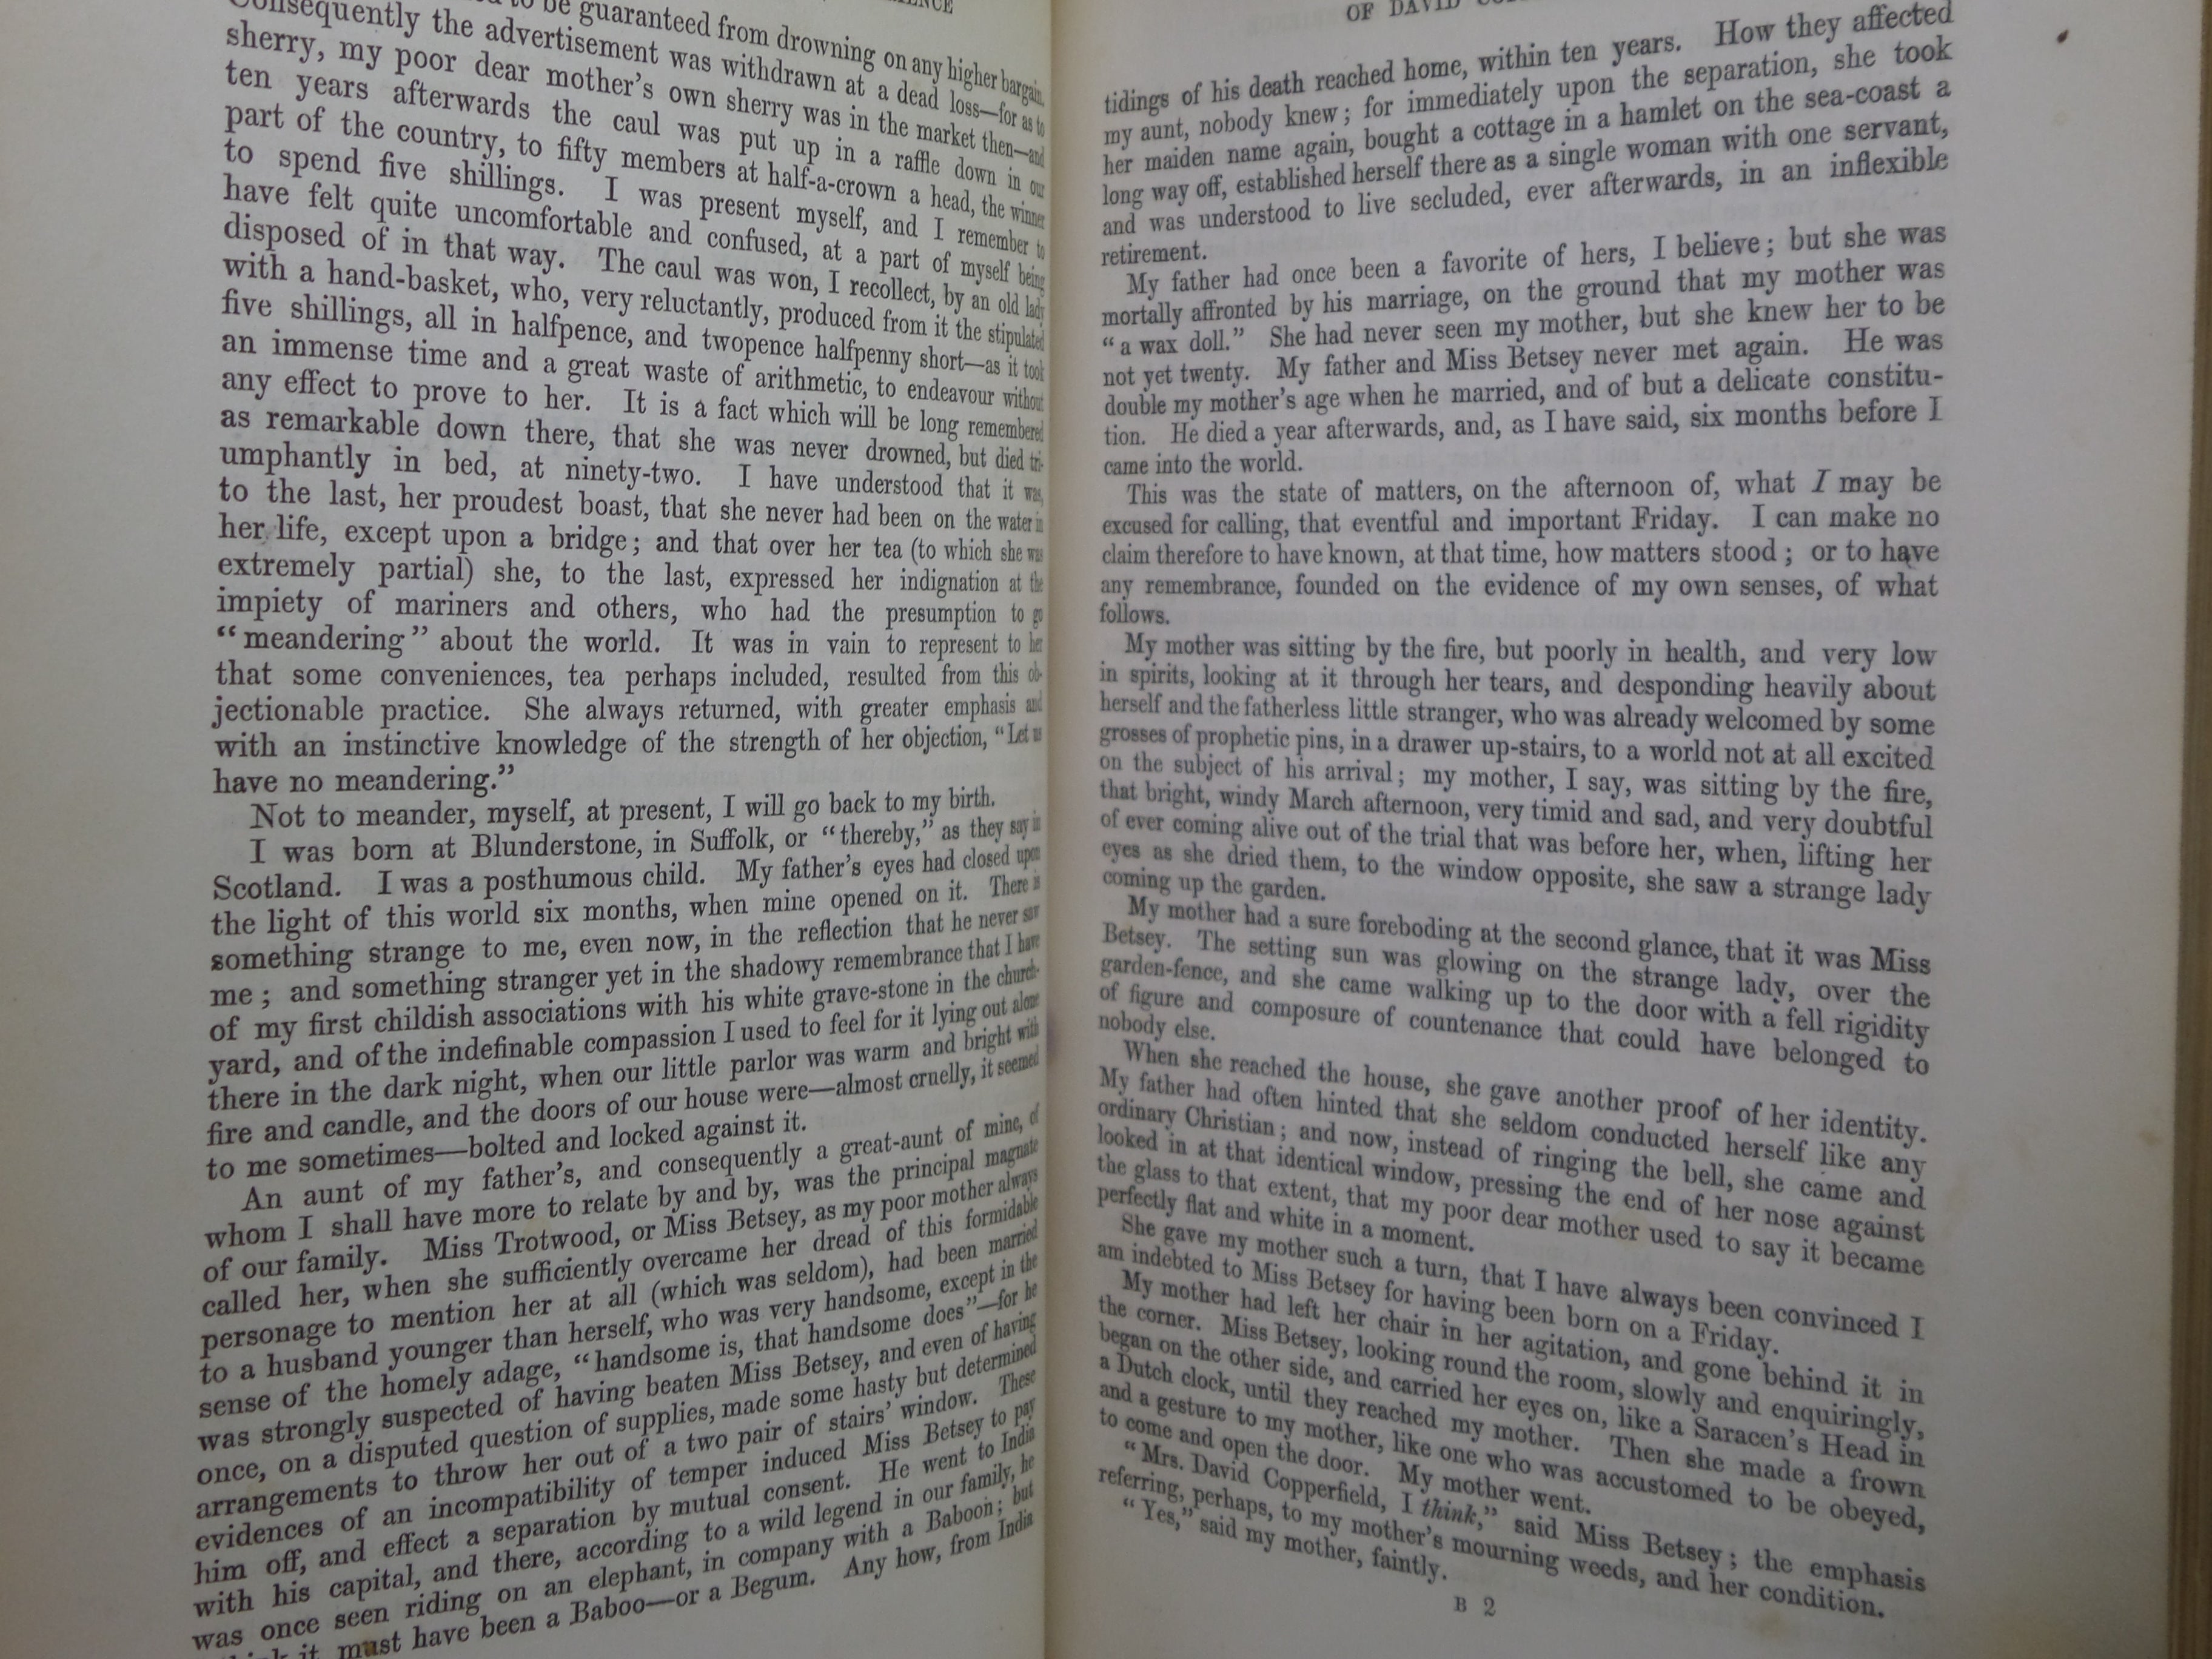 to be guaranteed from drowning on any higher bargain.
Consequently the advertisement was withdrawn at a dead loss—for as to
sherry, my poor dear mother's own sherry was in the market then—and
ten years afterwards the caul was put up in a raffle down in our
part of the country, to fifty members at half-a-crown a head, the winner
to spend five shillings. I was present myself, and I remember to
have felt quite uncomfortable and confused, at a part of myself being
disposed of in that way. The caul was won, I recollect, by an old lady
with a hand-basket, who, very reluctantly, produced from it the stipulated
five shillings, all in halfpence, and twopence halfpenny short—as it took
an immense time and a great waste of arithmetic, to endeavour without
any effect to prove to her. It is a fact which will be long remembered
as remarkable down there, that she was never drowned, but died tri-
umphantly in bed, at ninety-two. I have understood that it was,
to the last, her proudest boast, that she never had been on the water in
her life, except upon a bridge; and that over her tea (to which she was
extremely partial) she, to the last, expressed her indignation at the
impiety of mariners and others, who had the presumption to go
“meandering” about the world. It was in vain to represent to her
that some conveniences, tea perhaps included, resulted from this ob-
jectionable practice. She always returned, with greater emphasis and
with an instinctive knowledge of the strength of her objection, “Let us
have no meandering.”
Not to meander, myself, at present, I will go back to my birth.
I was born at Blunderstone, in Suffolk, or “thereby,” as they say in
Scotland. I was a posthumous child. My father's eyes had closed upon
the light of this world six months, when mine opened on it. There is
something strange to me, even now, in the reflection that he never saw
me; and something stranger yet in the shadowy remembrance that I have
of my first childish associations with his white grave-stone in the church-
yard, and of the indefinable compassion I used to feel for it lying out alone
there in the dark night, when our little parlor was warm and bright with
fire and candle, and the doors of our house were—almost cruelly, it seemed
to me sometimes—bolted and locked against it.
An aunt of my father's, and consequently a great-aunt of mine, of
whom I shall have more to relate by and by, was the principal magnate
of our family. Miss Trotwood, or Miss Betsey, as my poor mother always
called her, when she sufficiently overcame her dread of this formidable
personage to mention her at all (which was seldom), had been married
to a husband younger than herself, who was very handsome, except in the
sense of the homely adage, “handsome is, that handsome does”—for he
was strongly suspected of having beaten Miss Betsey, and even of having
once, on a disputed question of supplies, made some hasty but determined
arrangements to throw her out of a two pair of stairs' window. These
evidences of an incompatibility of temper induced Miss Betsey to pay
him off, and effect a separation by mutual consent. He went to India
with his capital, and there, according to a wild legend in our family, he
was once seen riding on an elephant, in company with a Baboon; but
it must have been a Baboo—or a Begum. Any how, from India
OF DAVID
tidings of his death reached home, within ten years. How they affected
my aunt, nobody knew; for immediately upon the separation, she took
her maiden name again, bought a cottage in a hamlet on the sea-coast a
long way off, established herself there as a single woman with one servant,
and was understood to live secluded, ever afterwards, in an inflexible
retirement.
My father had once been a favorite of hers, I believe; but she was
mortally affronted by his marriage, on the ground that my mother was
“a wax doll.” She had never seen my mother, but she knew her to be
not yet twenty. My father and Miss Betsey never met again. He was
double my mother's age when he married, and of but a delicate constitu-
tion. He died a year afterwards, and, as I have said, six months before I
came into the world.
This was the state of matters, on the afternoon of, what I may be
excused for calling, that eventful and important Friday. I can make no
claim therefore to have known, at that time, how matters stood; or to have
any remembrance, founded on the evidence of my own senses, of what
follows.
My mother was sitting by the fire, but poorly in health, and very low
in spirits, looking at it through her tears, and desponding heavily about
herself and the fatherless little stranger, who was already welcomed by some
grosses of prophetic pins, in a drawer up-stairs, to a world not at all excited
on the subject of his arrival; my mother, I say, was sitting by the fire,
that bright, windy March afternoon, very timid and sad, and very doubtful
of ever coming alive out of the trial that was before her, when, lifting her
eyes as she dried them, to the window opposite, she saw a strange lady
coming up the garden.
My mother had a sure foreboding at the second glance, that it was Miss
Betsey. The setting sun was glowing on the strange lady, over the
garden-fence, and she came walking up to the door with a fell rigidity
of figure and composure of countenance that could have belonged to
nobody else.
When she reached the house, she gave another proof of her identity.
My father had often hinted that she seldom conducted herself like any
ordinary Christian; and now, instead of ringing the bell, she came and
looked in at that identical window, pressing the end of her nose against
the glass to that extent, that my poor dear mother used to say it became
perfectly flat and white in a moment.
She gave my mother such a turn, that I have always been convinced I
am indebted to Miss Betsey for having been born on a Friday.
My mother had left her chair in her agitation, and gone behind it in
the corner. Miss Betsey, looking round the room, slowly and enquiringly,
began on the other side, and carried her eyes on, like a Saracen's Head in
a Dutch clock, until they reached my mother. Then she made a frown
and a gesture to my mother, like one who was accustomed to be obeyed,
to come and open the door. My mother went.
“Mrs. David Copperfield, I think,” said Miss Betsey; the emphasis
referring, perhaps, to my mother's mourning weeds, and her condition.
“Yes,” said my mother, faintly.
B 2